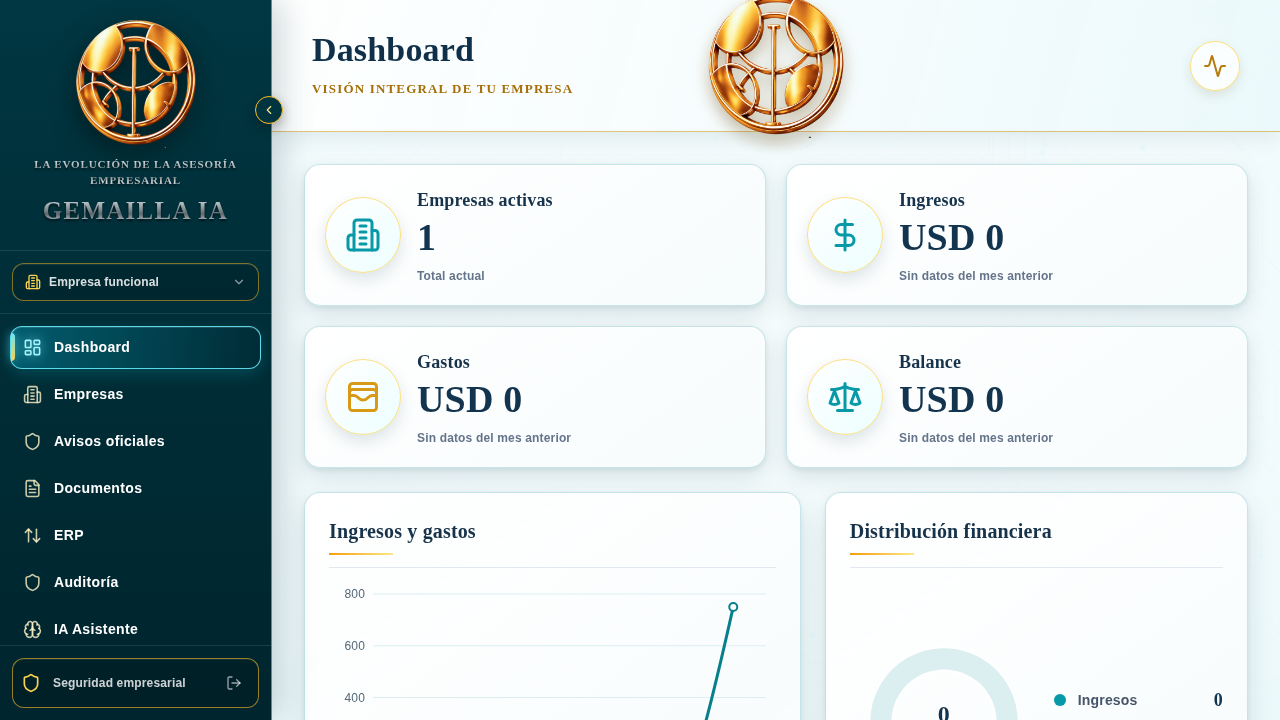 LA EVOLUCIÓN DE LA ASESORÍA
EMPRESARIAL
GEMAILLA IA
Empresa funcional
Dashboard
Empresas
Avisos oficiales
Documentos
ERP
Auditoría
IA Asistente
Seguridad empresarial
Dashboard
VISIÓN INTEGRAL DE TU EMPRESA
Empresas activas
1
Total actual
Ingresos
USD 0
Sin datos del mes anterior
Gastos
USD 0
Sin datos del mes anterior
Balance
USD 0
Sin datos del mes anterior
Ingresos y gastos
800
600
400
Distribución financiera
0
Ingresos 0